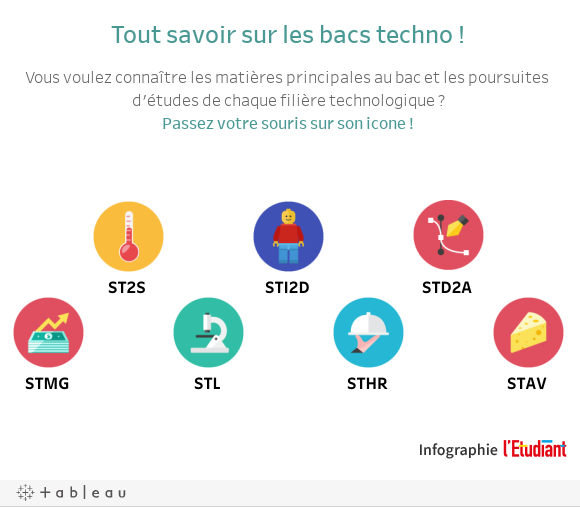 Tout savoir sur les bacs techno !
Vous voulez connaître les matières principales au bac et les poursuites
d'études de chaque filière technologique ?
Passez votre souris sur son icone !
ST2S
STI2D
STD2A
STMG
STL
STHR
STAV
Infographie l'Etudiant
+ a b l e a u